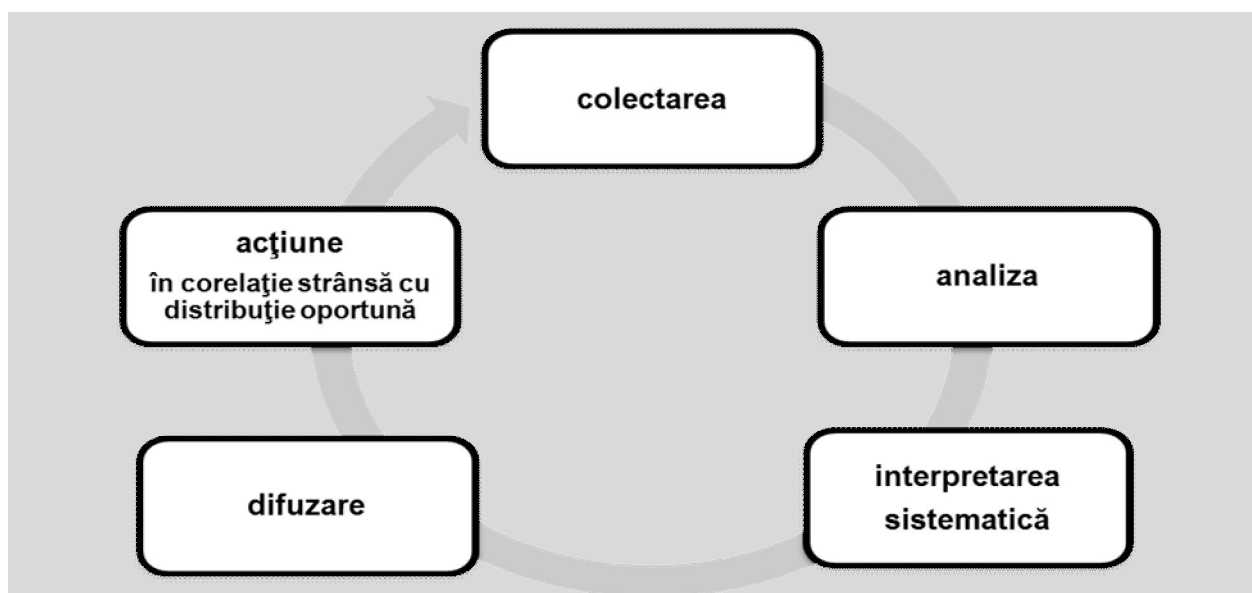 colectarea
analiza
interpretarea
sistematică
difuzare
acţiune
în corelaţie strânsă cu
distribuţie oportună